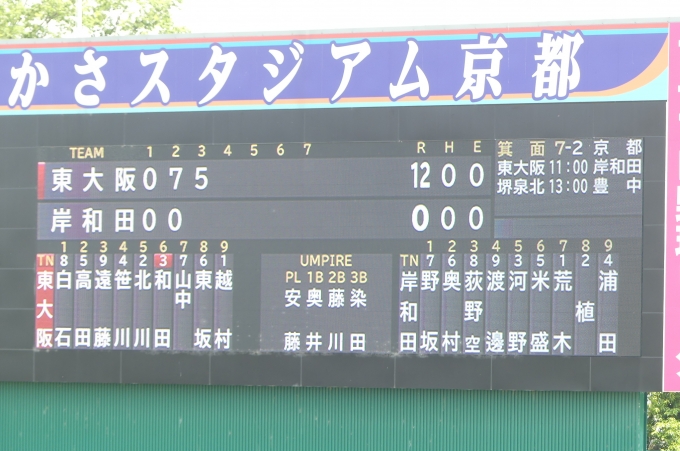 かさスタジアム京都
TEAM 1 2 3 4 5 6 7 R H E
東大阪 0 7 5 12 0 0
岸和田 0 0 0 0 0
箕面 7-2 京都
東大阪 11:00 岸和田
堺泉北 13:00 豊中
1 2 3 4 5 6 7 8 9
TN 8 5 9 4 2 3 7 6 1
東大阪 白石 高田 遠藤 笹川 北川 和田 山中 東坂 越村
UMPIRE
PL 1B 2B 3B
安藤 奥井 藤川 染田
1 2 3 4 5 6 7 8 9
TN 7 6 8 9 3 5 1 2 4
岸和田 野坂 奥村 荻野空 渡邊 河野 米盛 荒木 植 浦田